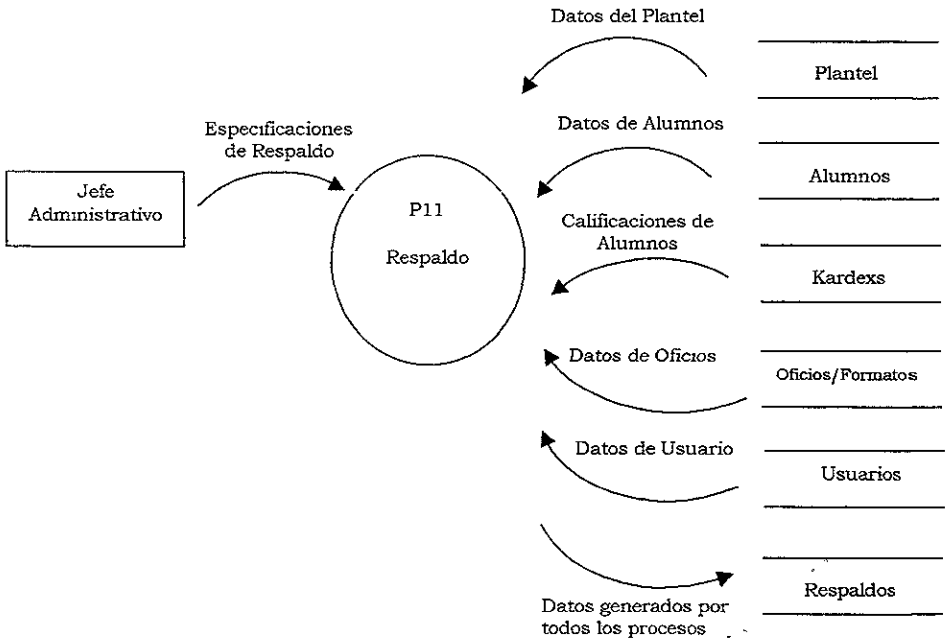 Datos del Plantel
Plantel
Especificaciones
de Respaldo
Datos de Alumnos
Alumnos
Jefe
Administrativo
P11
Respaldo
Calificaciones de
Alumnos
Kardexs
Datos de Oficios
Oficios/Formatos
Datos de Usuario
Usuarios
Respaldos
Datos generados por
todos los procesos